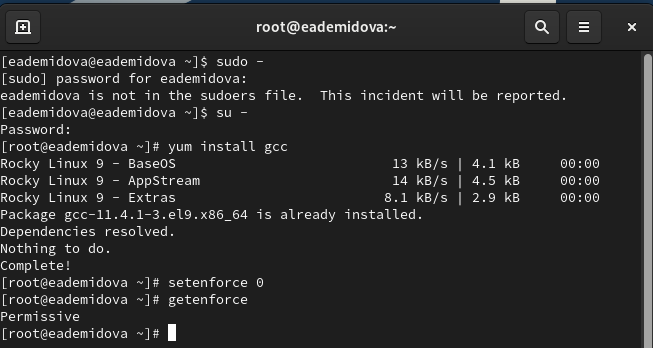 root@eademidova:~
[eademidova@eademidova ~]$ sudo -
[sudo] password for eademidova:
eademidova is not in the sudoers file.  This incident will be reported.
[eademidova@eademidova ~]$ su -
Password:
[root@eademidova ~]# yum install gcc
Rocky Linux 9 - BaseOS                           13 kB/s | 4.1 kB     00:00
Rocky Linux 9 - AppStream                        14 kB/s | 4.5 kB     00:00
Rocky Linux 9 - Extras                          8.1 kB/s | 2.9 kB     00:00
Package gcc-11.4.1-3.el9.x86_64 is already installed.
Dependencies resolved.
Nothing to do.
Complete!
[root@eademidova ~]# setenforce 0
[root@eademidova ~]# getenforce
Permissive
[root@eademidova ~]#